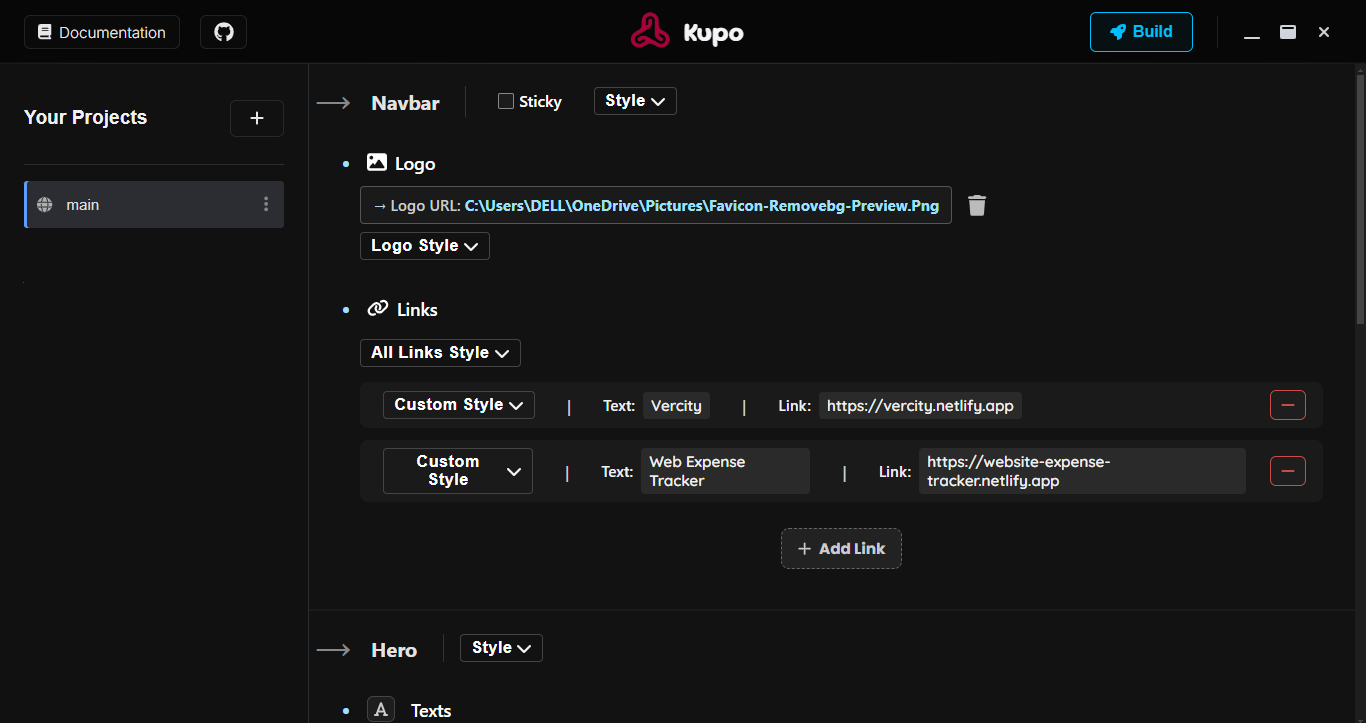 Documentation
Kupo
Build
Your Projects
+
main
Navbar
Sticky
Style
Logo
→ Logo URL: C:\Users\DELL\OneDrive\Pictures\Favicon-Removebg-Preview.Png
Logo Style
Links
All Links Style
Custom Style | Text: Vercity | Link: https://vercity.netlify.app
Custom Style | Text: Web Expense Tracker | Link: https://website-expense-tracker.netlify.app
+ Add Link
Hero
Style
A Texts